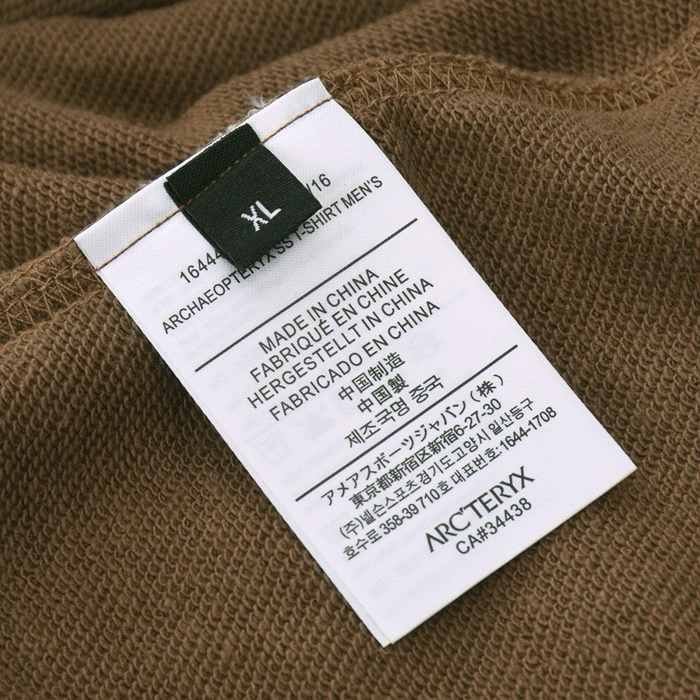 XL
16444 /16
ARCHAEOPTERYX SS T-SHIRT MEN'S
MADE IN CHINA
FABRIQUÉ EN CHINE
HERGESTELLT IN CHINA
FABRICADO EN CHINA
中国制造
中国製
제조국명 중국
アメアスポーツジャパン（株）
東京都新宿区新宿6-27-30
(주)넬슨스포츠경기도고양시 일산동구
호수로 358-39 710호 대표번호: 1644-1708
ARC'TERYX
CA#34438